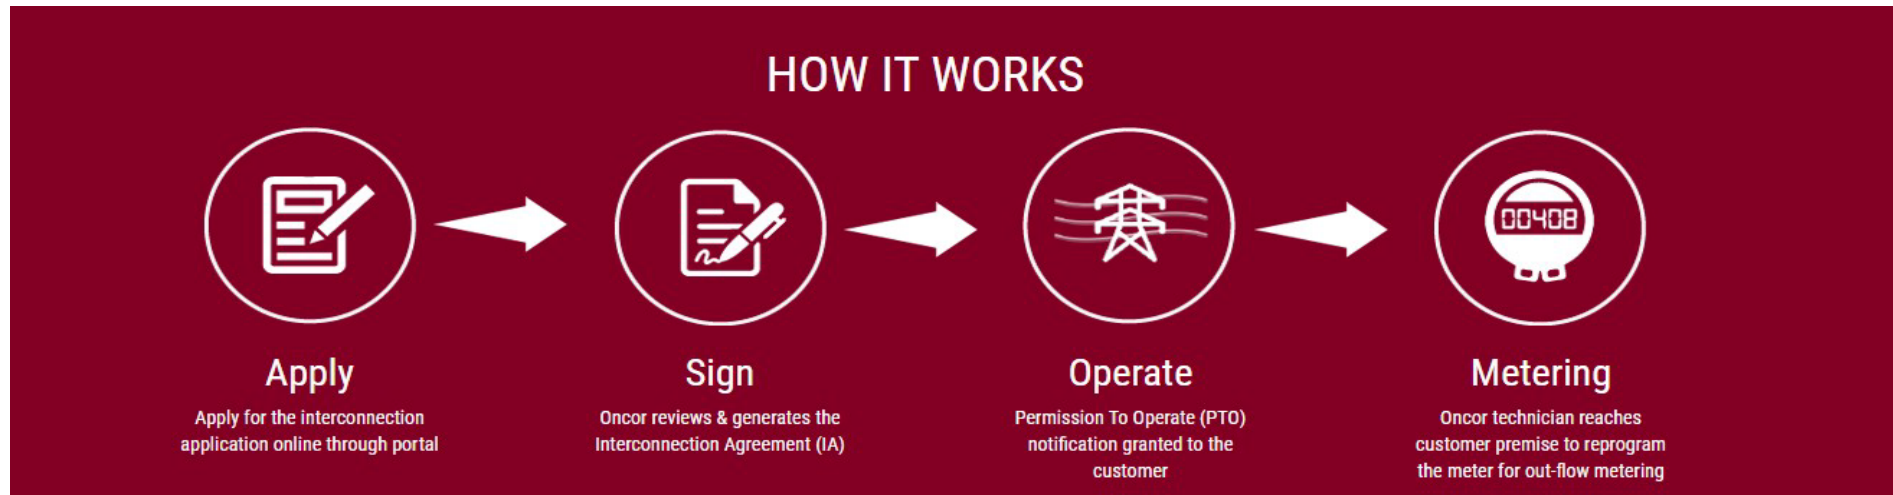 HOW IT WORKS
00408
Apply
Apply for the interconnection
application online through portal
Sign
Oncor reviews & generates the
Interconnection Agreement (IA)
Operate
Permission To Operate (PTO)
notification granted to the
customer
Metering
Oncor technician reaches
customer premise to reprogram
the meter for out-flow metering